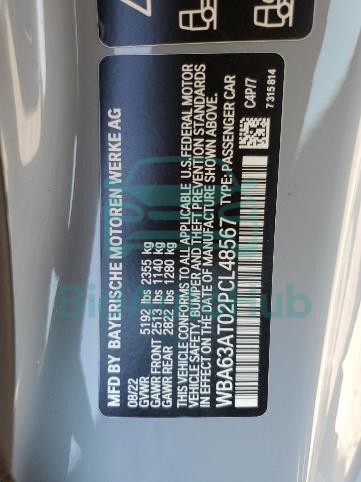 MFD BY BAYERISCHE MOTOREN WERKE AG
08/22
GVWR 5192 lbs 2355 kg
GAWR FRONT 2513 lbs 1140 kg
GAWR REAR 2822 lbs 1280 kg
THIS VEHICLE CONFORMS TO ALL APPLICABLE U.S.FEDERAL MOTOR
VEHICLE SAFETY, BUMPER AND THEFT PREVENTION STANDARDS
IN EFFECT ON THE DATE OF MANUFACTURE SHOWN ABOVE.
WBA63AT02PCL48567 TYPE: PASSENGER CAR
C4P/7
7 315 814